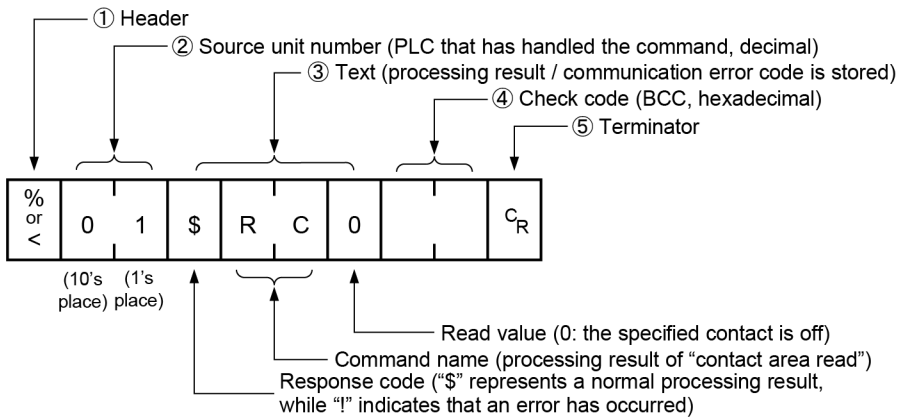 ① Header
② Source unit number (PLC that has handled the command, decimal)
③ Text (processing result / communication error code is stored)
④ Check code (BCC, hexadecimal)
⑤ Terminator
%
or
<
0 1 $ R C 0 CR
(10's place) (1's place)
Read value (0: the specified contact is off)
Command name (processing result of “contact area read”)
Response code (“$” represents a normal processing result,
while “!” indicates that an error has occurred)